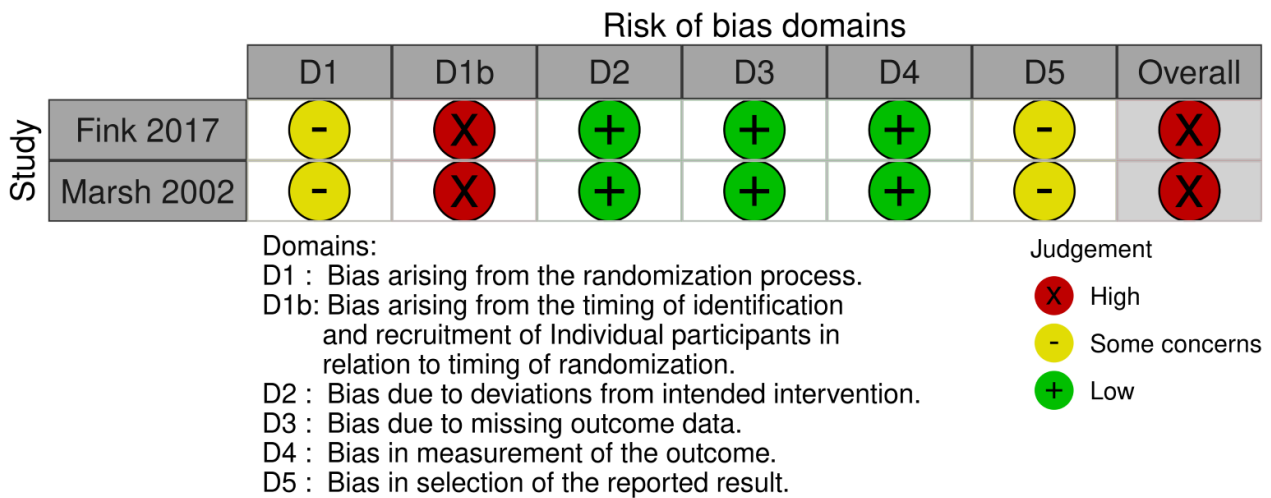 Risk of bias domains
D1 D1b D2 D3 D4 D5 Overall
Study
Fink 2017 - X + + + - X
Marsh 2002 - X + + + - X
Domains:
D1 : Bias arising from the randomization process.
D1b: Bias arising from the timing of identification
and recruitment of Individual participants in
relation to timing of randomization.
D2 : Bias due to deviations from intended intervention.
D3 : Bias due to missing outcome data.
D4 : Bias in measurement of the outcome.
D5 : Bias in selection of the reported result.
Judgement
X High
- Some concerns
+ Low